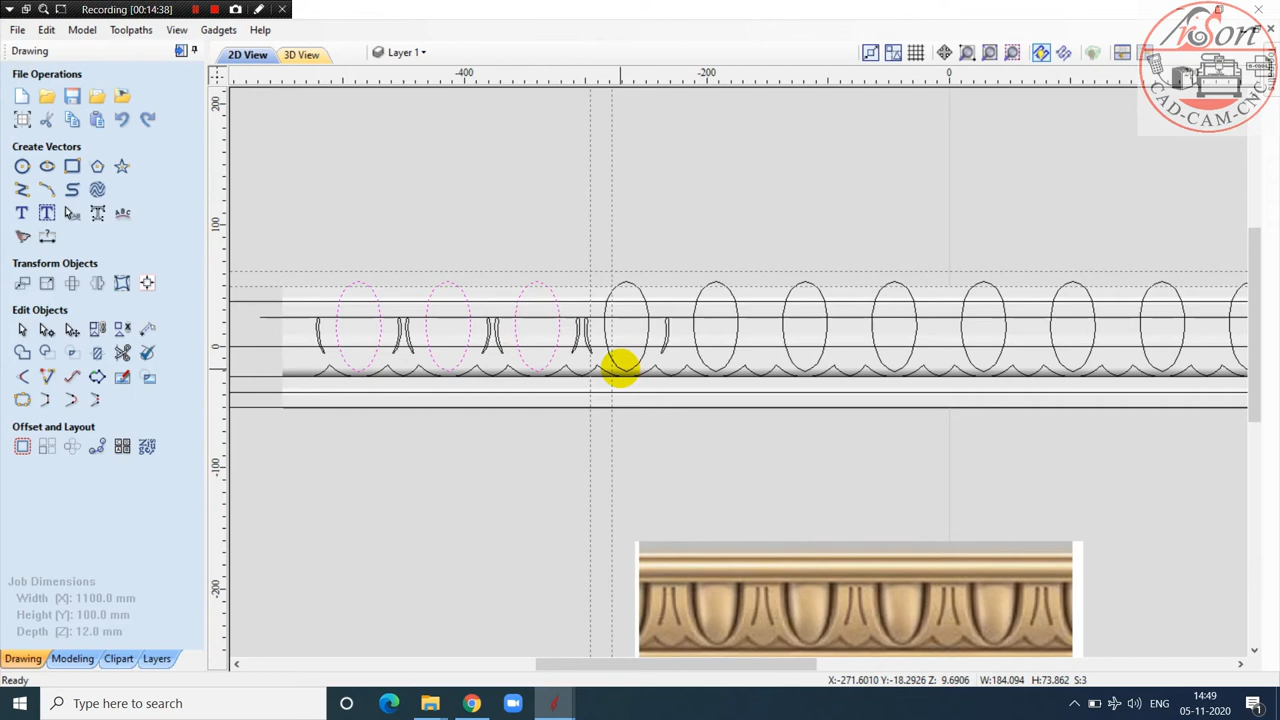 Recording [00:14:38]
File Edit Model Toolpaths View Gadgets Help
Drawing
2D View 3D View Layer 1
File Operations
Create Vectors
Transform Objects
Edit Objects
Offset and Layout
-400 -200 0
200
100
0
-100
-200
Job Dimensions
Width (X): 1100.0 mm
Height (Y): 100.0 mm
Depth (Z): 12.0 mm
Drawing Modeling Clipart Layers
Ready
X:-271.6010 Y:-18.2926 Z: 9.6906 W:184.094 H:73.862 S:3
Type here to search
ENG
14:49
05-11-2020
1
CAD-CAM-CNC